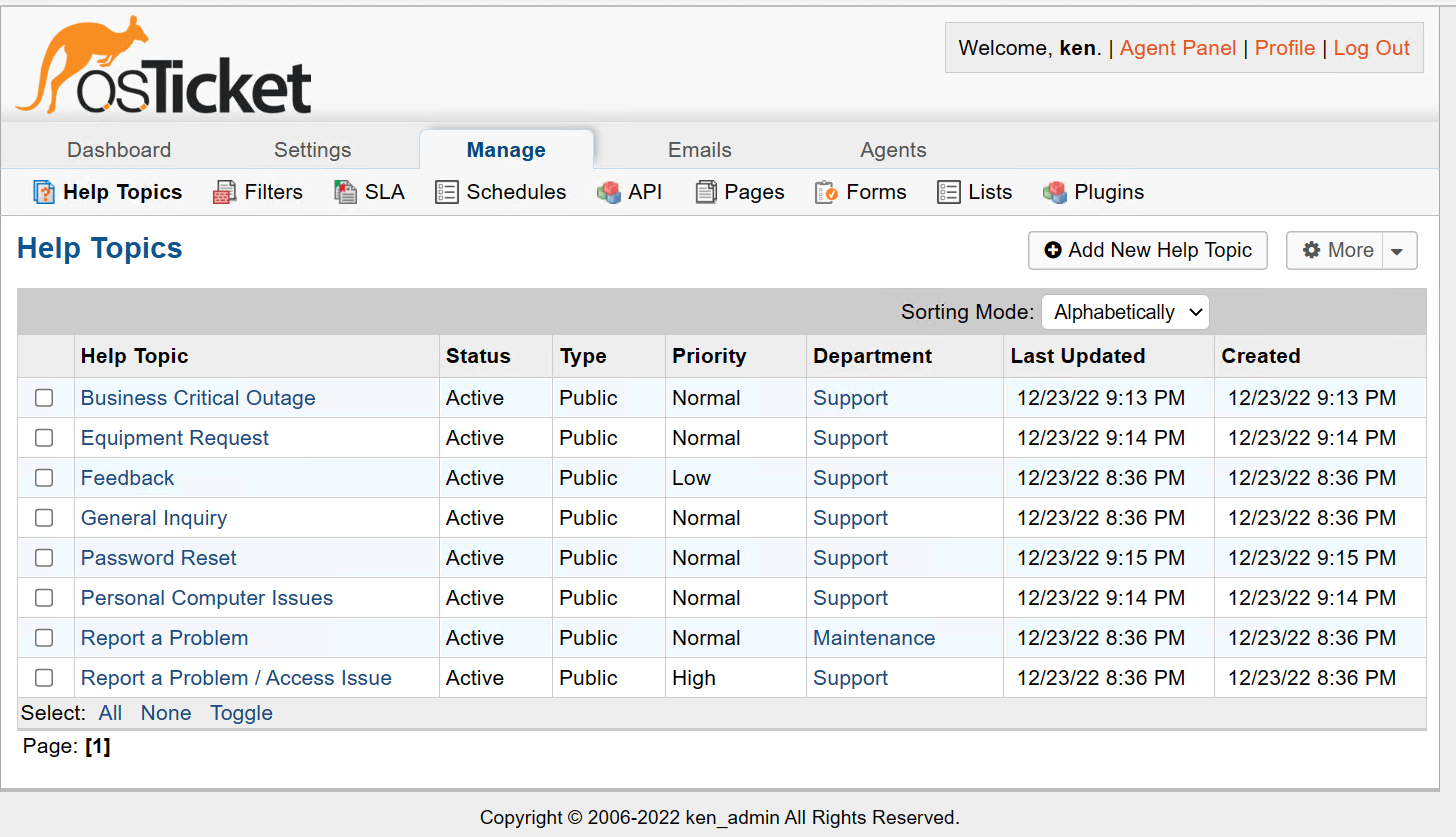 osTicket
Welcome, ken. | Agent Panel | Profile | Log Out
Dashboard Settings Manage Emails Agents
Help Topics Filters SLA Schedules API Pages Forms Lists Plugins
Help Topics Add New Help Topic More
Sorting Mode: Alphabetically
Help Topic Status Type Priority Department Last Updated Created
Business Critical Outage Active Public Normal Support 12/23/22 9:13 PM 12/23/22 9:13 PM
Equipment Request Active Public Normal Support 12/23/22 9:14 PM 12/23/22 9:14 PM
Feedback Active Public Low Support 12/23/22 8:36 PM 12/23/22 8:36 PM
General Inquiry Active Public Normal Support 12/23/22 8:36 PM 12/23/22 8:36 PM
Password Reset Active Public Normal Support 12/23/22 9:15 PM 12/23/22 9:15 PM
Personal Computer Issues Active Public Normal Support 12/23/22 9:14 PM 12/23/22 9:14 PM
Report a Problem Active Public Normal Maintenance 12/23/22 8:36 PM 12/23/22 8:36 PM
Report a Problem / Access Issue Active Public High Support 12/23/22 8:36 PM 12/23/22 8:36 PM
Select: All None Toggle
Page: [1]
Copyright © 2006-2022 ken_admin All Rights Reserved.